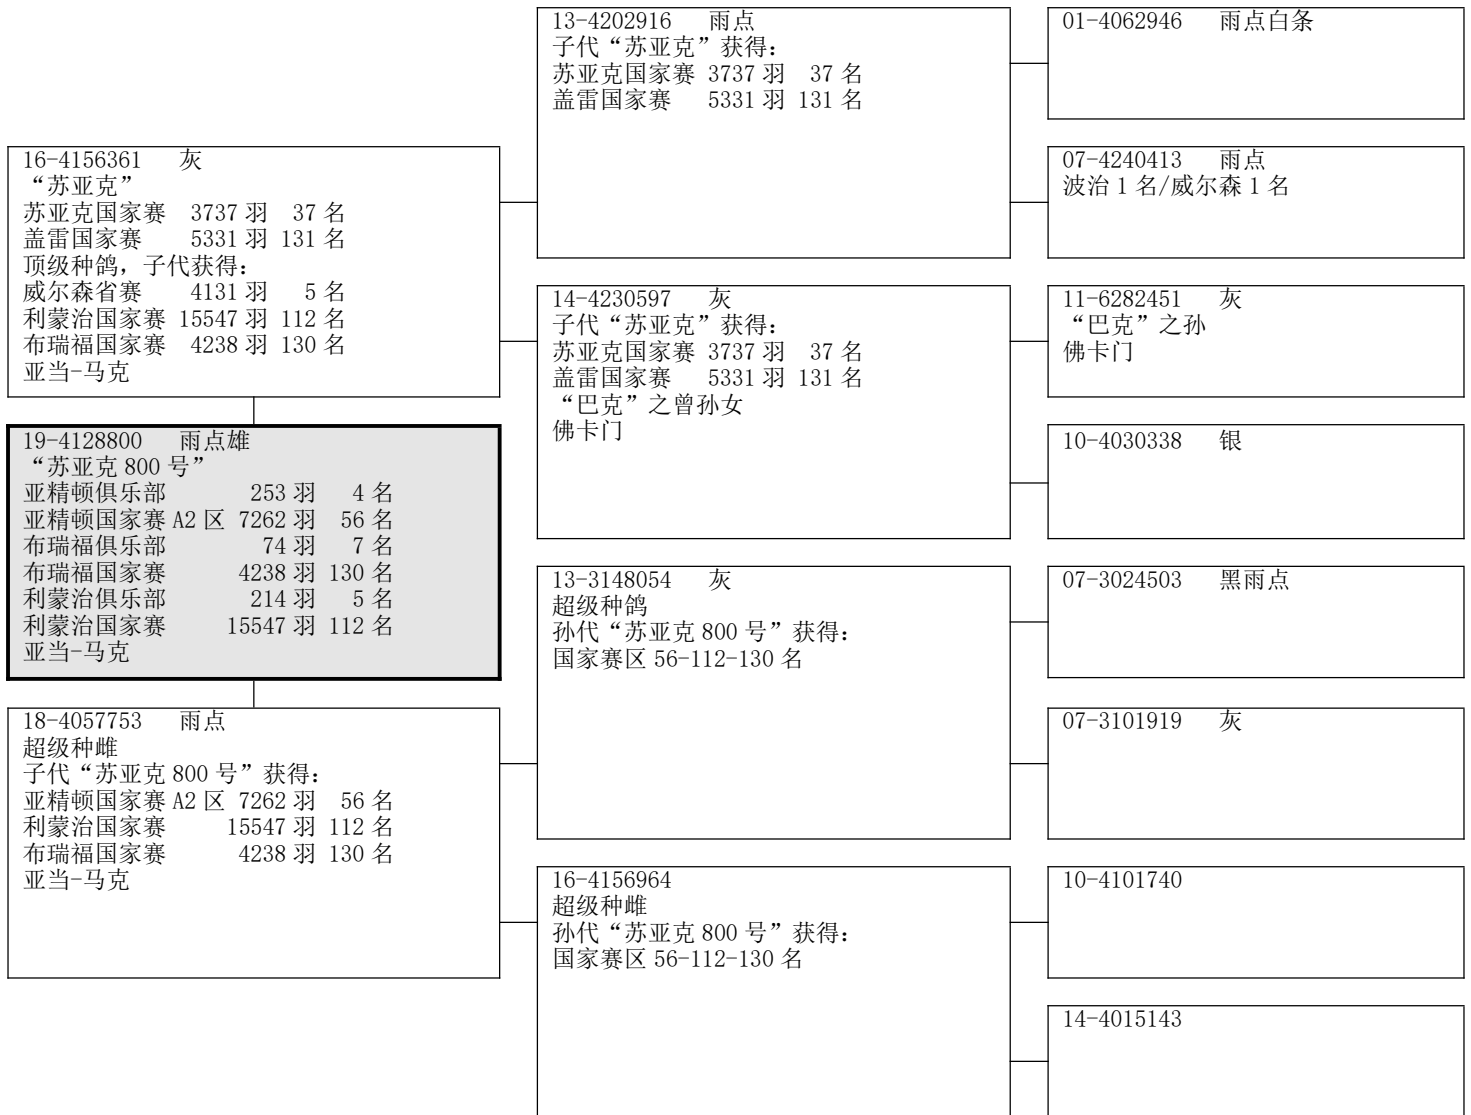 13-4202916 雨点
子代“苏亚克”获得：
苏亚克国家赛 3737 羽 37 名
盖雷国家赛 5331 羽 131 名
01-4062946 雨点白条
16-4156361 灰
“苏亚克”
苏亚克国家赛 3737 羽 37 名
盖雷国家赛 5331 羽 131 名
顶级种鸽，子代获得：
威尔森省赛 4131 羽 5 名
利蒙治国家赛 15547 羽 112 名
布瑞福国家赛 4238 羽 130 名
亚当-马克
07-4240413 雨点
波治 1 名/威尔森 1 名
14-4230597 灰
子代“苏亚克”获得：
苏亚克国家赛 3737 羽 37 名
盖雷国家赛 5331 羽 131 名
“巴克”之曾孙女
佛卡门
11-6282451 灰
“巴克”之孙
佛卡门
19-4128800 雨点雄
“苏亚克 800 号”
亚精顿俱乐部 253 羽 4 名
亚精顿国家赛 A2 区 7262 羽 56 名
布瑞福俱乐部 74 羽 7 名
布瑞福国家赛 4238 羽 130 名
利蒙治俱乐部 214 羽 5 名
利蒙治国家赛 15547 羽 112 名
亚当-马克
10-4030338 银
13-3148054 灰
超级种鸽
孙代“苏亚克 800 号”获得：
国家赛区 56-112-130 名
07-3024503 黑雨点
18-4057753 雨点
超级种雌
子代“苏亚克 800 号”获得：
亚精顿国家赛 A2 区 7262 羽 56 名
利蒙治国家赛 15547 羽 112 名
布瑞福国家赛 4238 羽 130 名
亚当-马克
07-3101919 灰
16-4156964
超级种雌
孙代“苏亚克 800 号”获得：
国家赛区 56-112-130 名
10-4101740
14-4015143